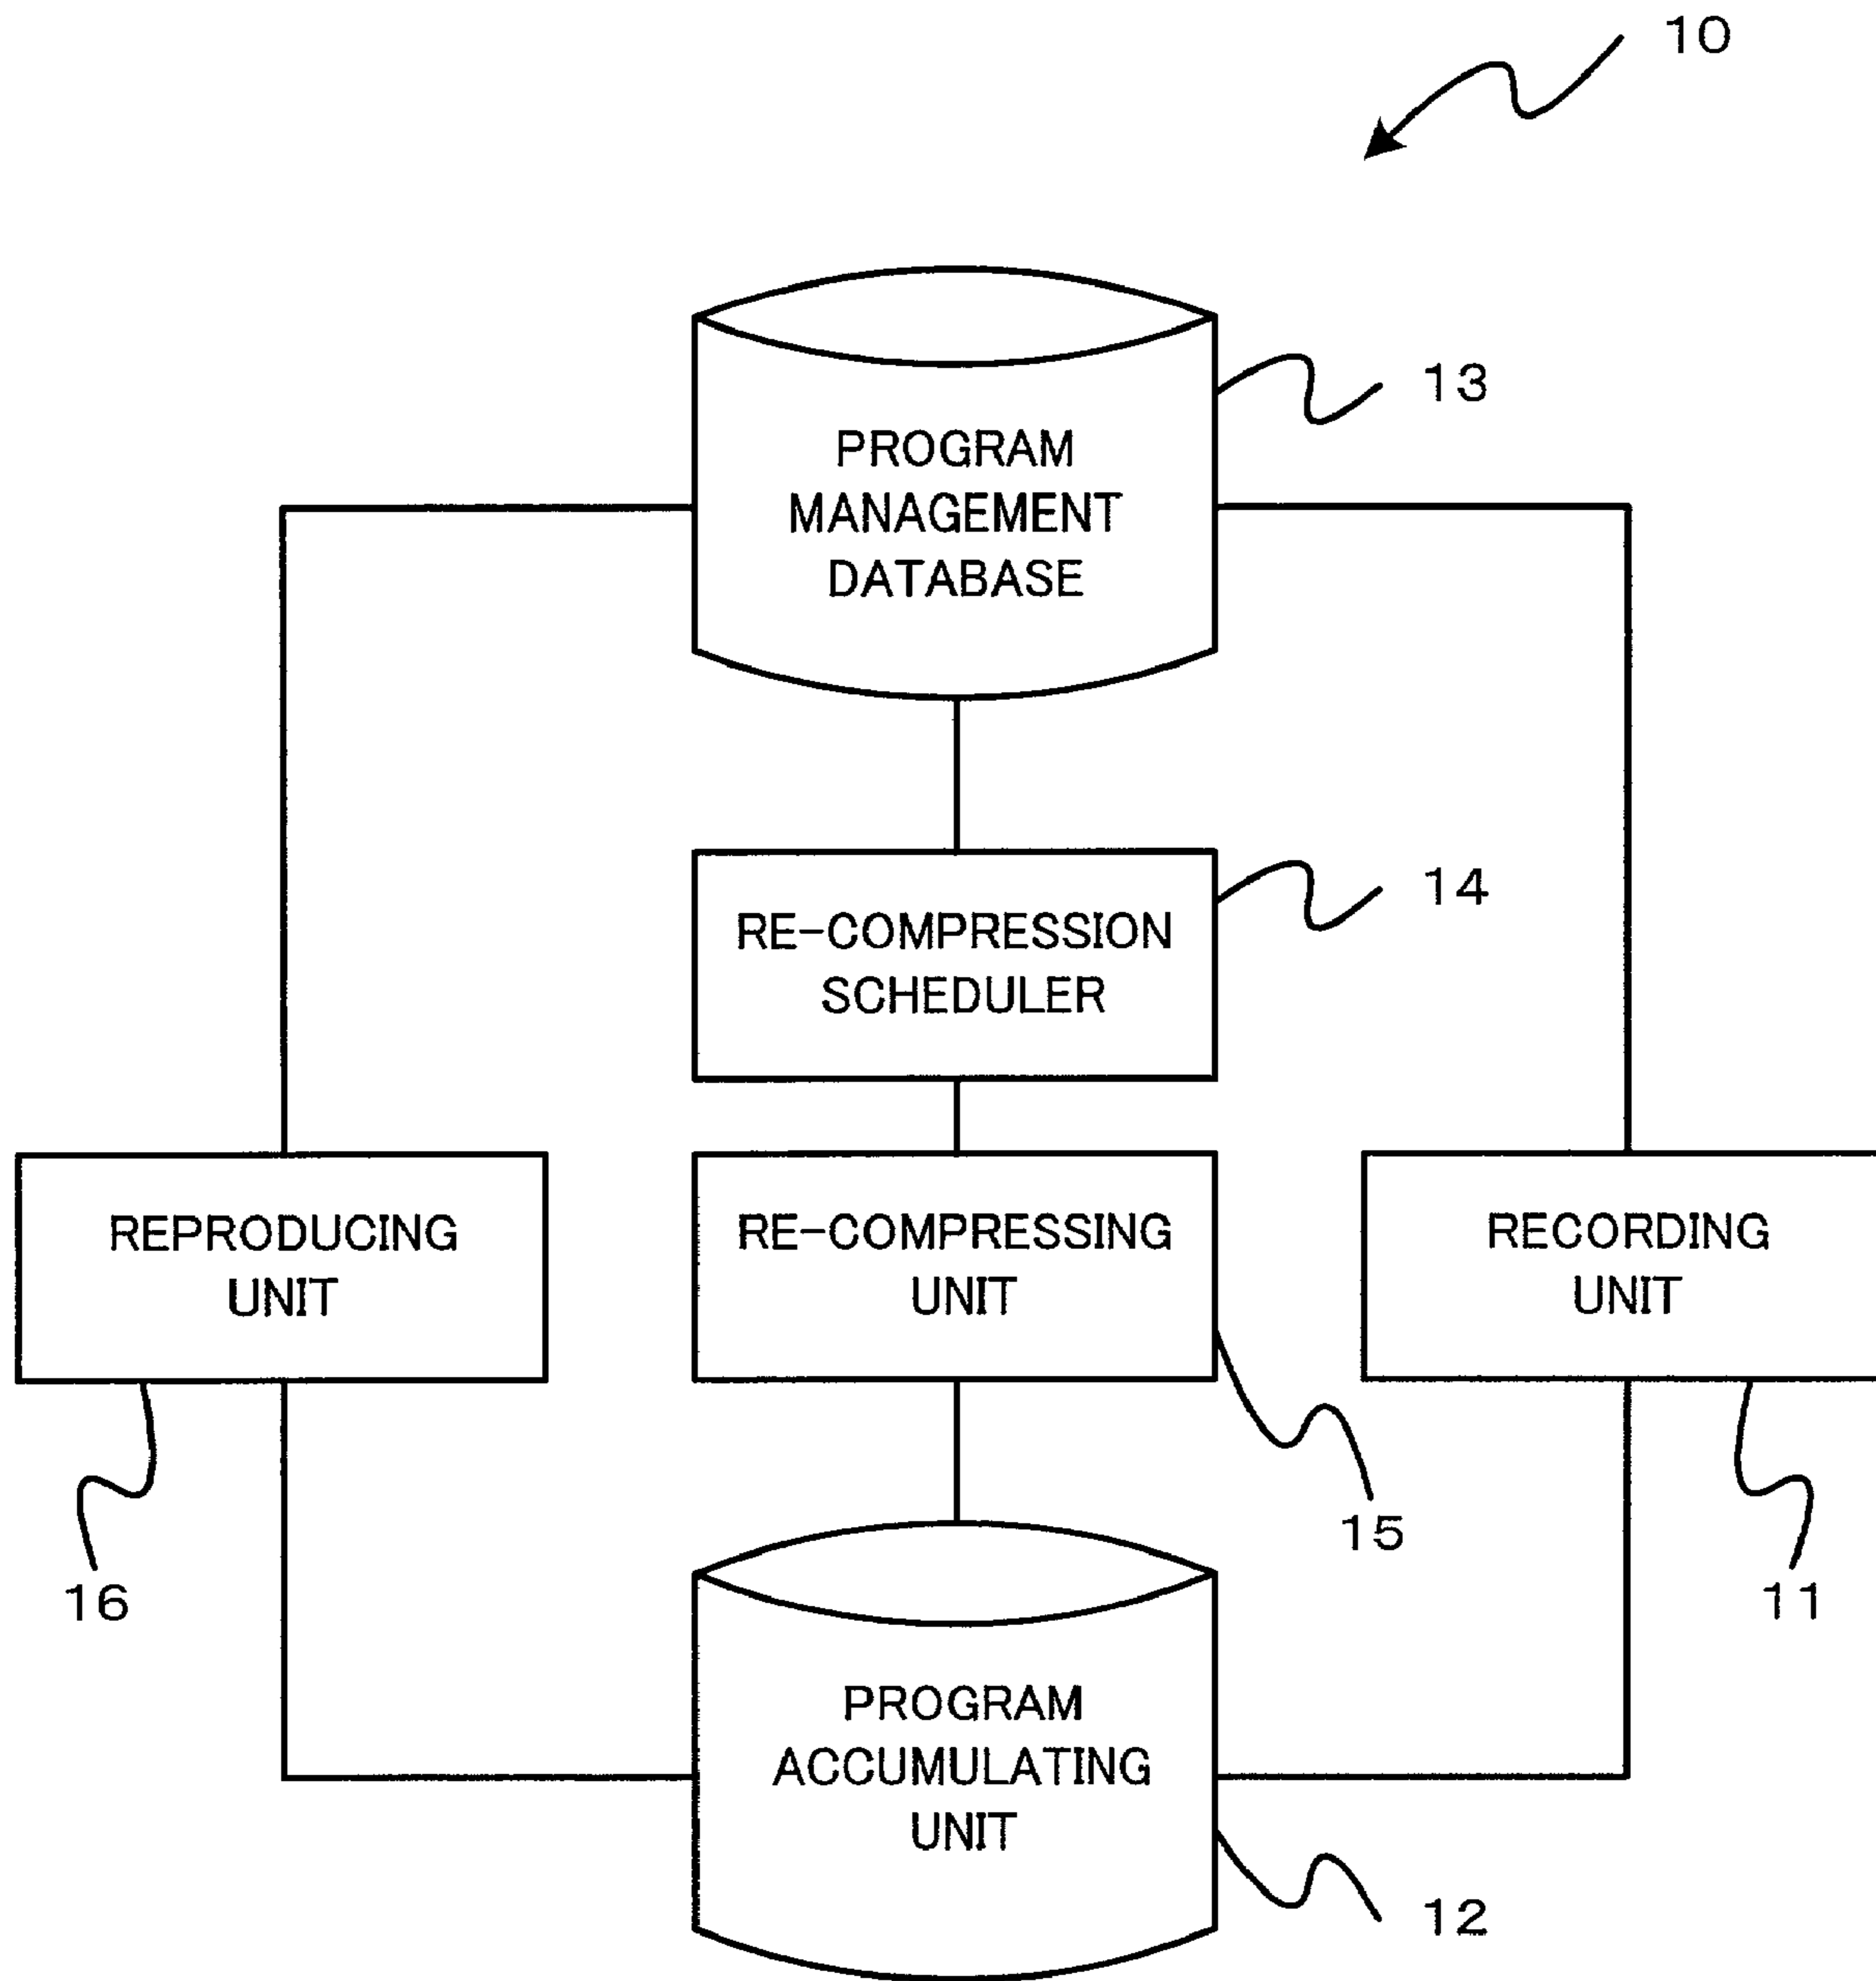 10
13
PROGRAM
MANAGEMENT
DATABASE
14
RE-COMPRESSION
SCHEDULER
REPRODUCING
UNIT
RE-COMPRESSING
UNIT
RECORDING
UNIT
15
16
11
PROGRAM
ACCUMULATING
UNIT
12